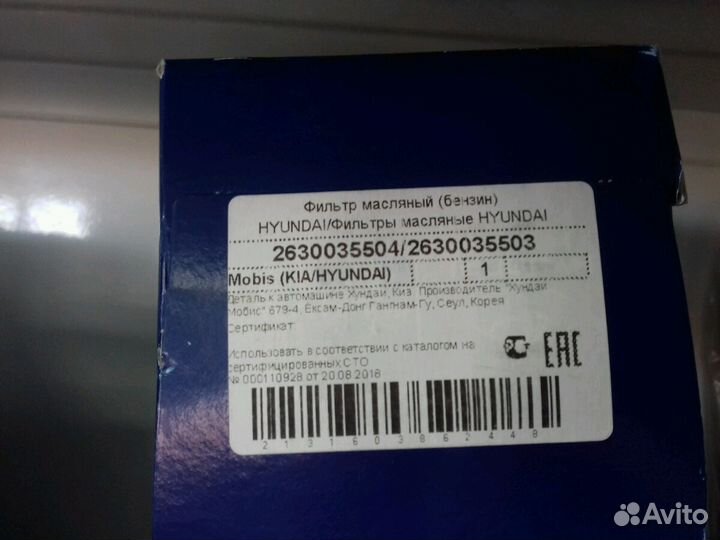 Фильтр масляный (бензин)
HYUNDAI/Фильтры масляные HYUNDAI
2630035504/2630035503
Mobis (KIA/HYUNDAI) 1
Деталь к автомашине Хундай, Киа. Производитель "Хундай
Мобис" 679-4, Ексам-Донг Гангнам-Гу, Сеул, Корея
Сертификат:
Использовать в соответствии с каталогом на
сертифицированных СТО
№ 000110928 от 20.08.2018
ЕАС
2131603862448
Avito